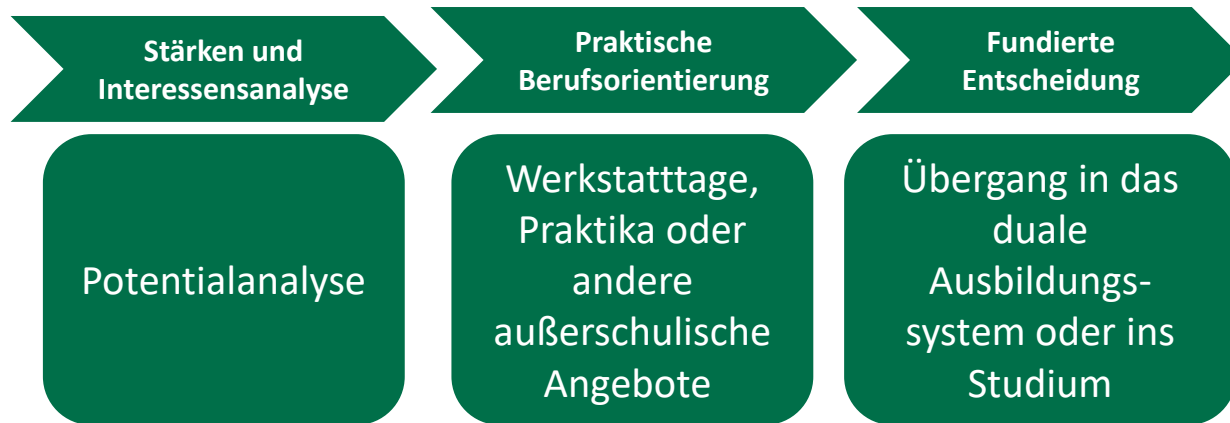 Stärken und
Interessensanalyse
Praktische
Berufsorientierung
Fundierte
Entscheidung
Potentialanalyse
Werkstatttage,
Praktika oder
andere
außerschulische
Angebote
Übergang in das
duale
Ausbildungs-
system oder ins
Studium